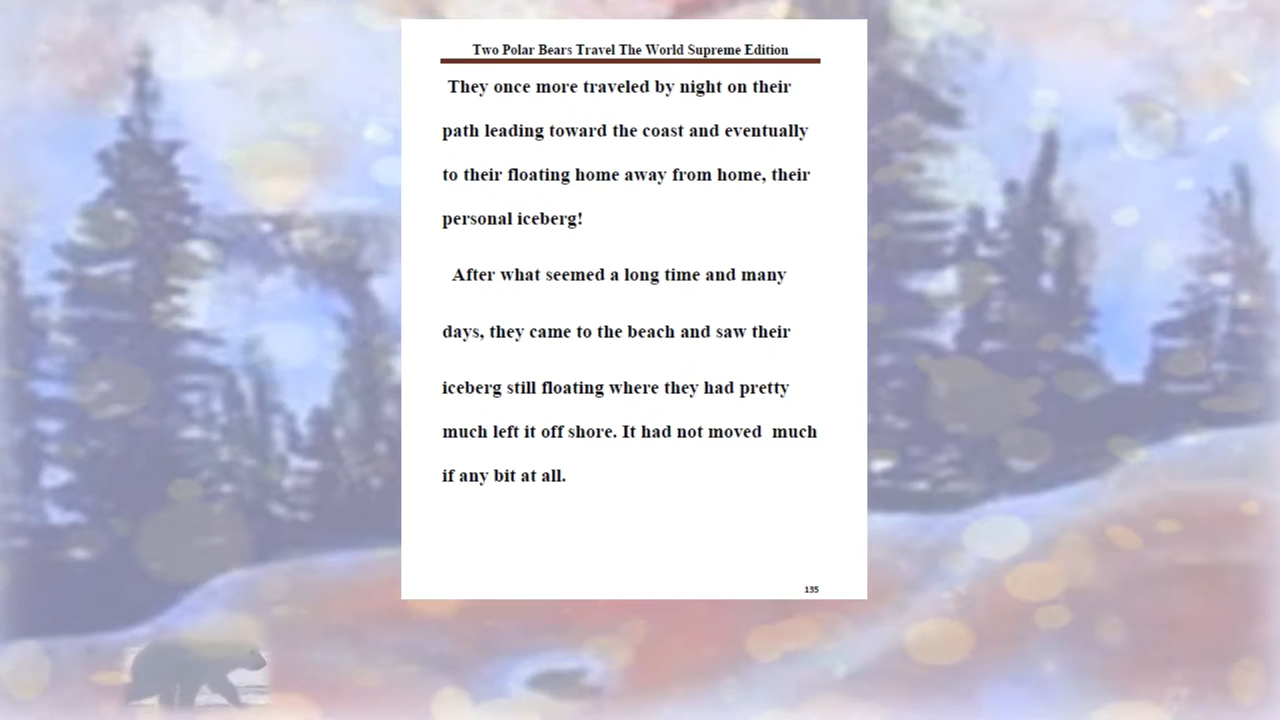 Two Polar Bears Travel The World Supreme Edition
They once more traveled by night on their
path leading toward the coast and eventually
to their floating home away from home, their
personal iceberg!
After what seemed a long time and many
days, they came to the beach and saw their
iceberg still floating where they had pretty
much left it off shore. It had not moved  much
if any bit at all.
135